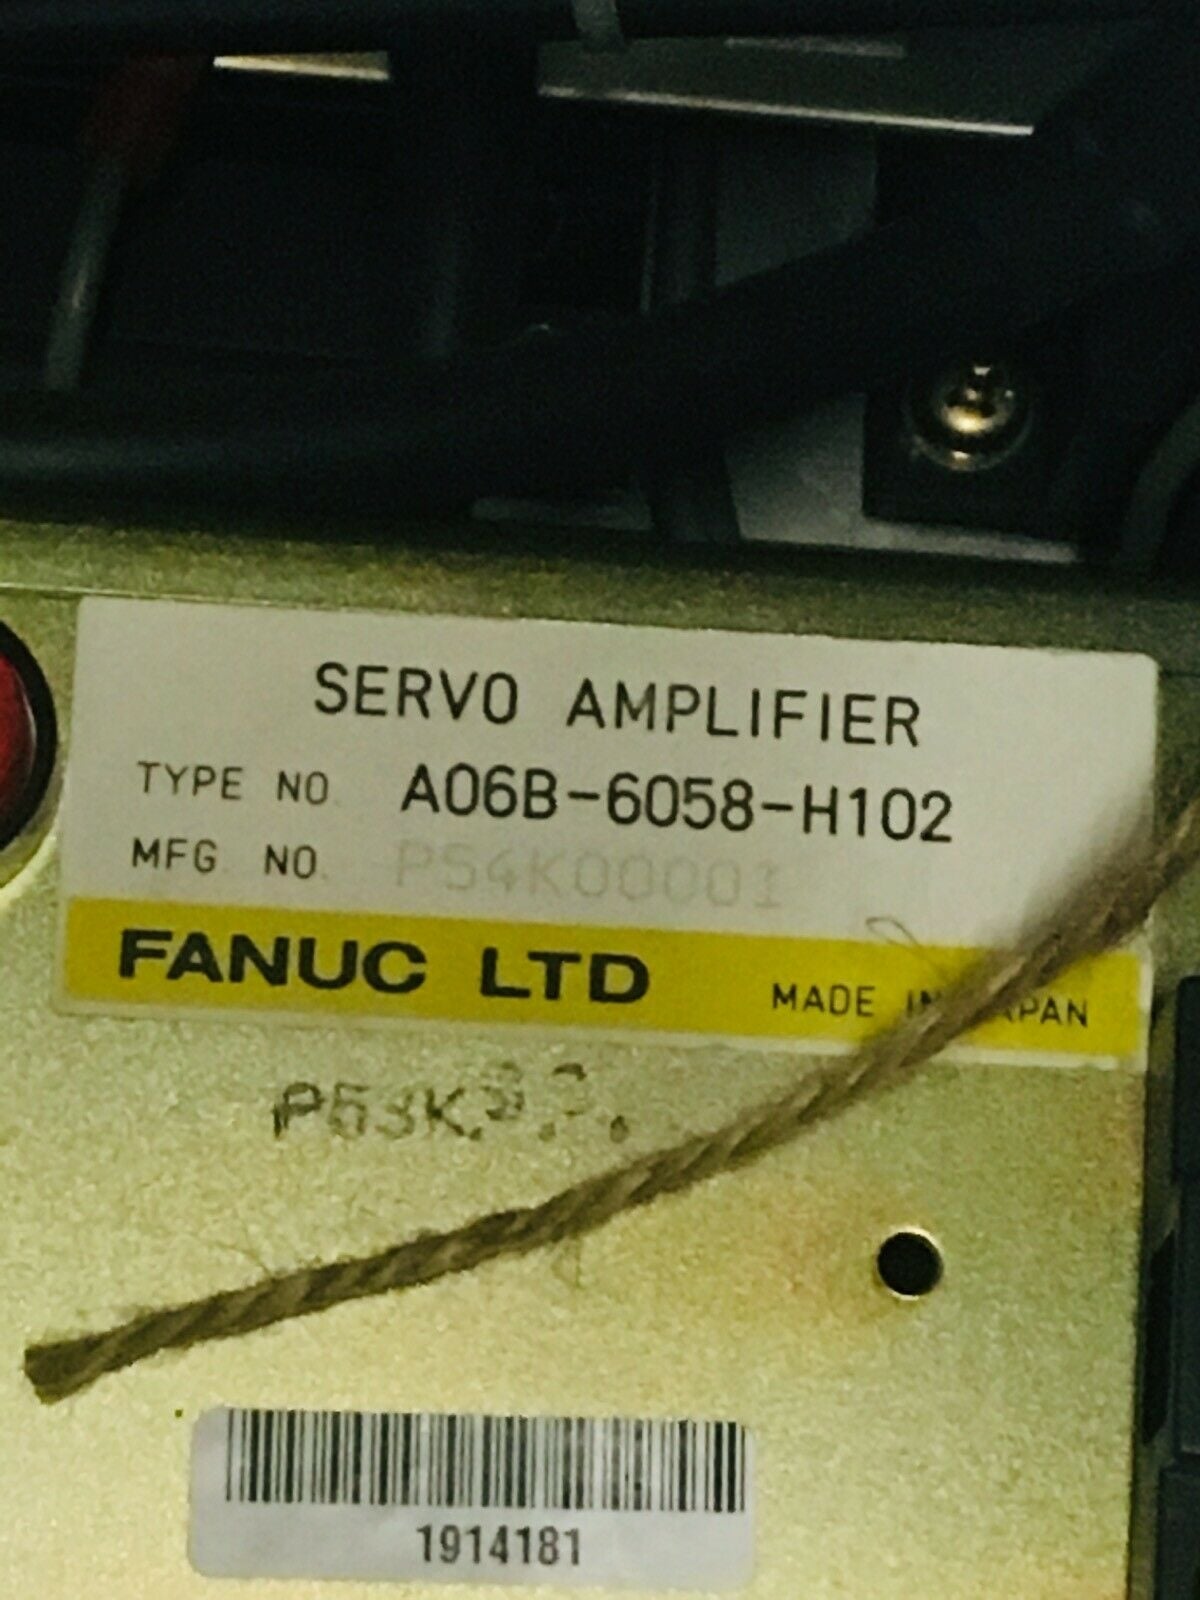 SERVO AMPLIFIER
TYPE NO. A06B-6058-H102
MFG. NO. P54K00001
FANUC LTD MADE IN JAPAN
1914181